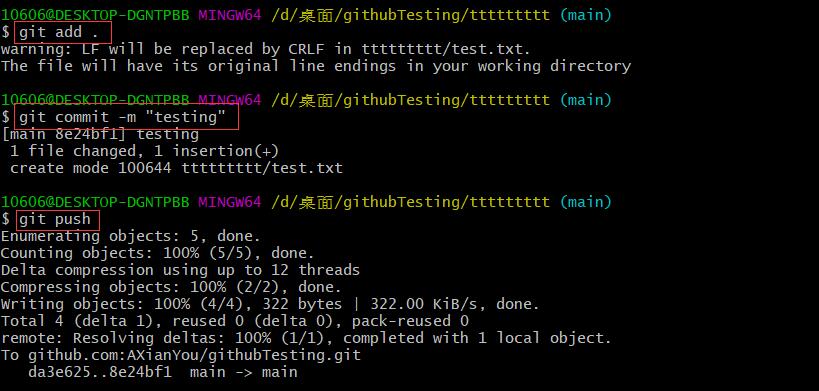 10606@DESKTOP-DGNTPBB MINGW64 /d/桌面/githubTesting/ttttttttt (main)
$ git add .
warning: LF will be replaced by CRLF in ttttttttt/test.txt.
The file will have its original line endings in your working directory
10606@DESKTOP-DGNTPBB MINGW64 /d/桌面/githubTesting/ttttttttt (main)
$ git commit -m "testing"
[main 8e24bf1] testing
1 file changed, 1 insertion(+)
create mode 100644 ttttttttt/test.txt
10606@DESKTOP-DGNTPBB MINGW64 /d/桌面/githubTesting/ttttttttt (main)
$ git push
Enumerating objects: 5, done.
Counting objects: 100% (5/5), done.
Delta compression using up to 12 threads
Compressing objects: 100% (2/2), done.
Writing objects: 100% (4/4), 322 bytes | 322.00 KiB/s, done.
Total 4 (delta 1), reused 0 (delta 0), pack-reused 0
remote: Resolving deltas: 100% (1/1), completed with 1 local object.
To github.com:AXianYou/githubTesting.git
da3e625..8e24bf1  main -> main